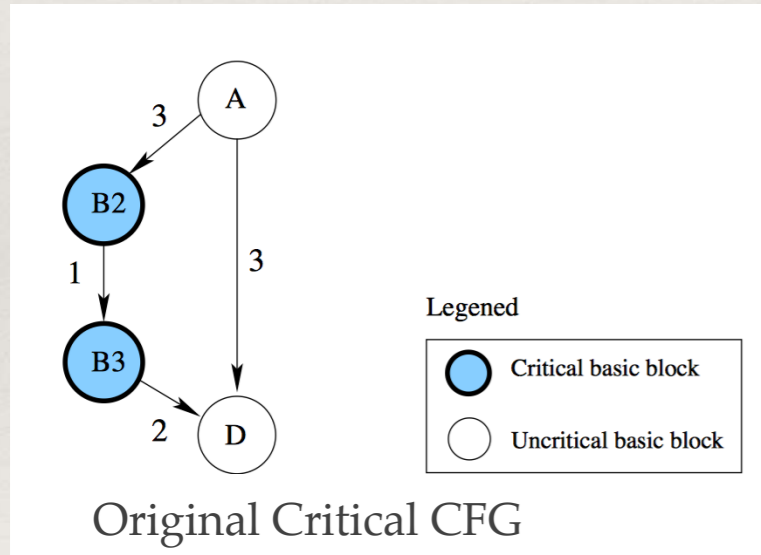 A
3
B2
3
1
B3
2
D
Legened
Critical basic block
Uncritical basic block
Original Critical CFG